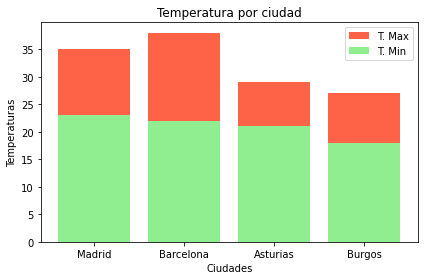 Temperatura por ciudad
T. Max
T. Min
Temperaturas
35
30
25
20
15
10
5
0
Madrid Barcelona Asturias Burgos
Ciudades